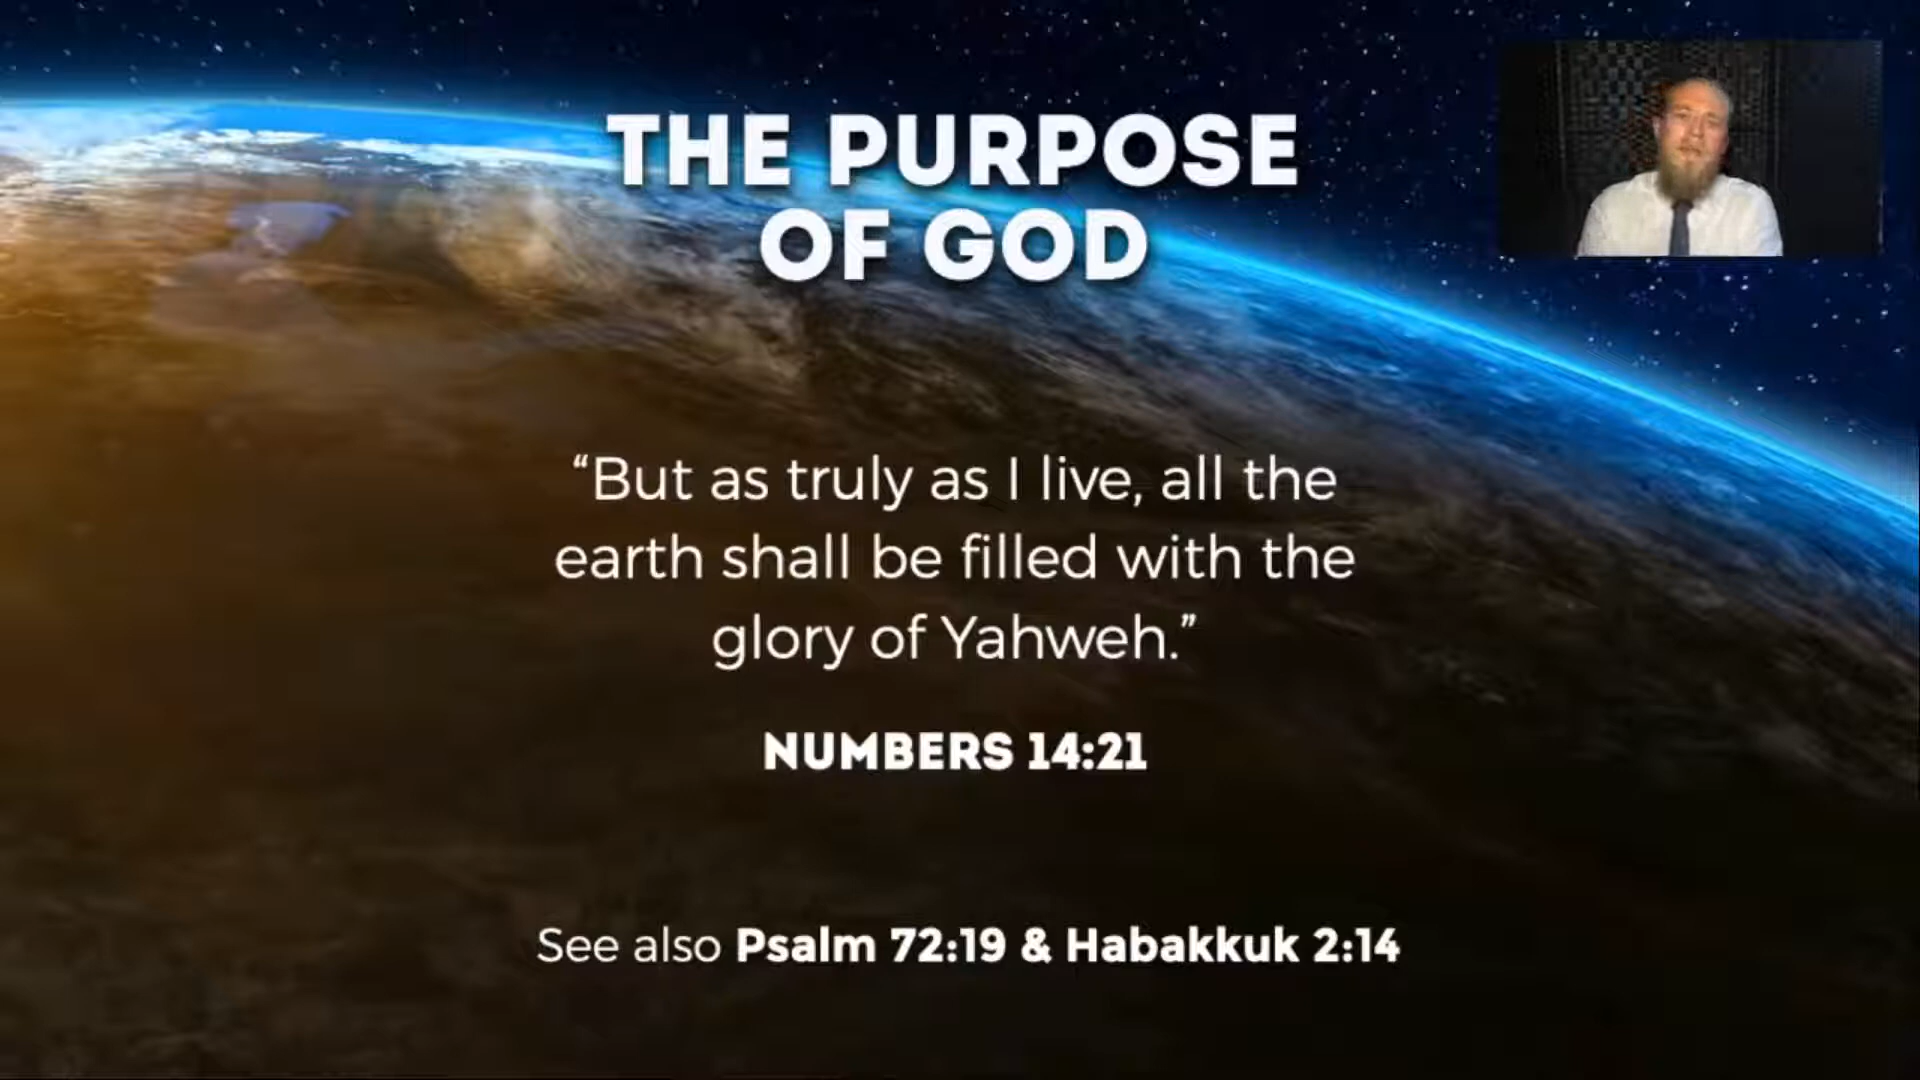 THE PURPOSE
OF GOD
“But as truly as I live, all the
earth shall be filled with the
glory of Yahweh.”
NUMBERS 14:21
See also Psalm 72:19 & Habakkuk 2:14